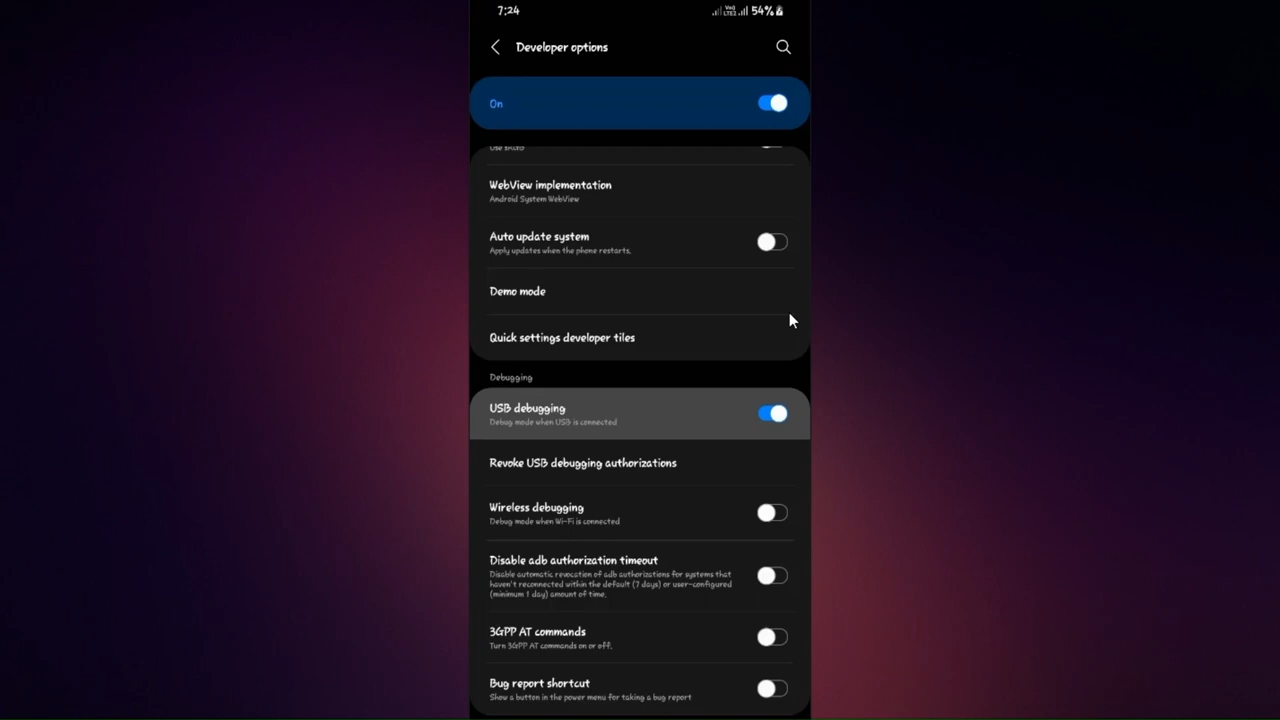 7:24
Vo)) LTE2 54%
Developer options
On
WebView implementation
Android System WebView
Auto update system
Apply updates when the phone restarts.
Demo mode
Quick settings developer tiles
Debugging
USB debugging
Debug mode when USB is connected
Revoke USB debugging authorizations
Wireless debugging
Debug mode when Wi-Fi is connected
Disable adb authorization timeout
Disable automatic revocation of adb authorizations for systems that
haven't reconnected within the default (7 days) or user-configured
(minimum 1 day) amount of time.
3GPP AT commands
Turn 3GPP AT commands on or off.
Bug report shortcut
Show a button in the power menu for taking a bug report